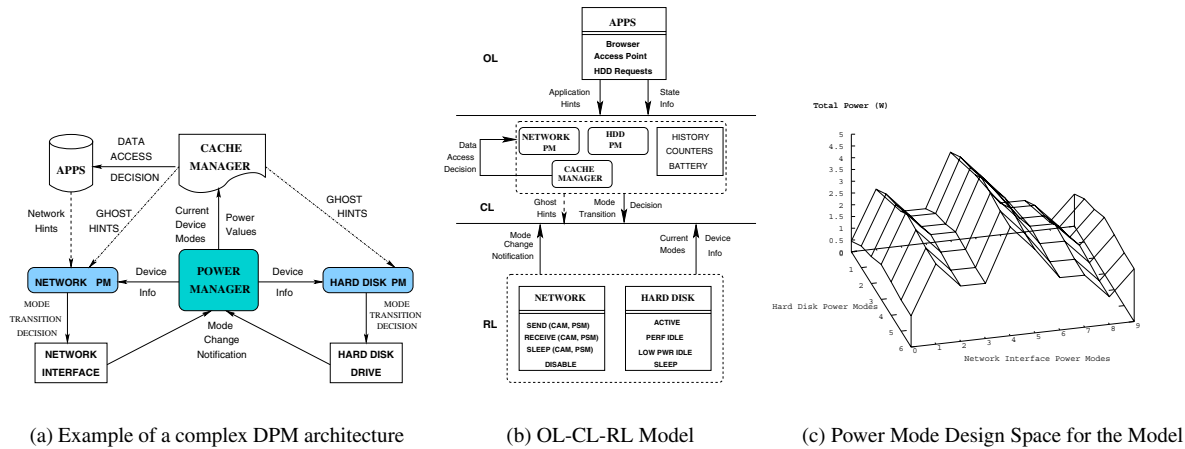 DATA
ACCESS
DECISION
CACHE
MANAGER
APPS
Network
Hints
GHOST
HINTS
Current
Device
Modes
Power
Values
GHOST
HINTS
NETWORK PM
Device
Info
POWER
MANAGER
Device
Info
HARD DISK PM
MODE
TRANSITION
DECISION
Mode
Change
Notification
MODE
TRANSITION
DECISION
NETWORK
INTERFACE
HARD DISK
DRIVE
(a) Example of a complex DPM architecture
OL
APPS
Browser
Access Point
HDD Requests
Application
Hints
State
Info
Data
Access
Decision
NETWORK
PM
HDD
PM
HISTORY
COUNTERS
BATTERY
CACHE
MANAGER
CL
Ghost
Hints
Mode
Transition
Decision
Mode
Change
Notification
Current
Modes
Device
Info
RL
NETWORK
SEND (CAM, PSM)
RECEIVE (CAM, PSM)
SLEEP (CAM, PSM)
DISABLE
HARD DISK
ACTIVE
PERF IDLE
LOW PWR IDLE
SLEEP
(b) OL-CL-RL Model
Total Power (W)
5
4.5
4
3.5
3
2.5
2
1.5
1
0.5
0
1
2
3
4
5
6
Hard Disk Power Modes
0
1
2
3
4
5
6
7
8
9
Network Interface Power Modes
(c) Power Mode Design Space for the Model